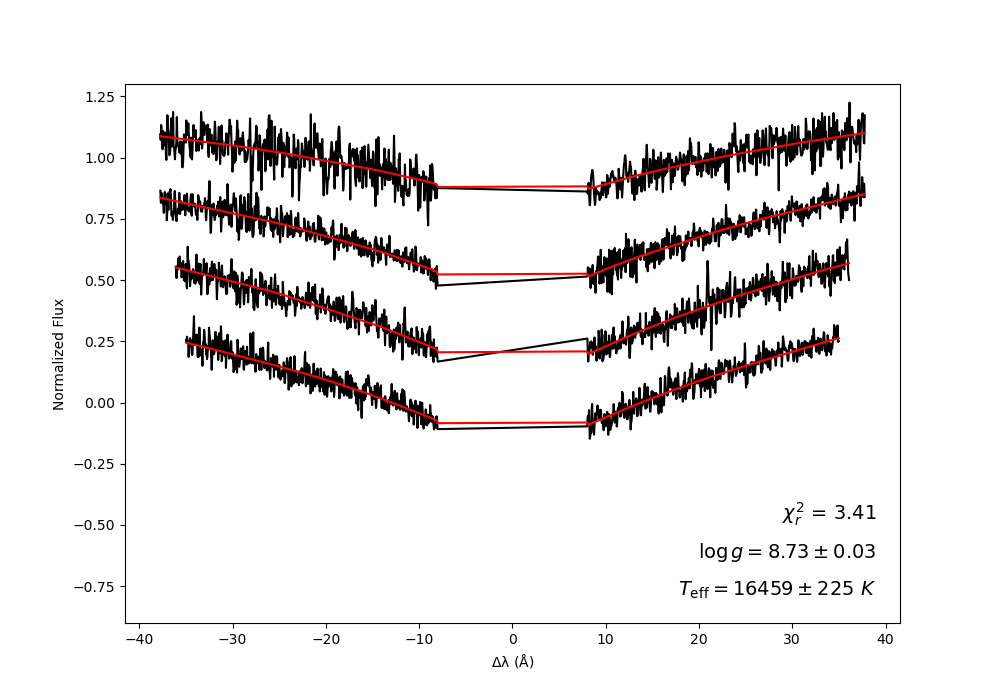 1.25
1.00
0.75
0.50
0.25
0.00
−0.25
−0.50
−0.75
Normalized Flux
χ²ᵣ = 3.41
log g = 8.73 ± 0.03
T_eff = 16459 ± 225 K
−40 −30 −20 −10 0 10 20 30 40
Δλ (Å)